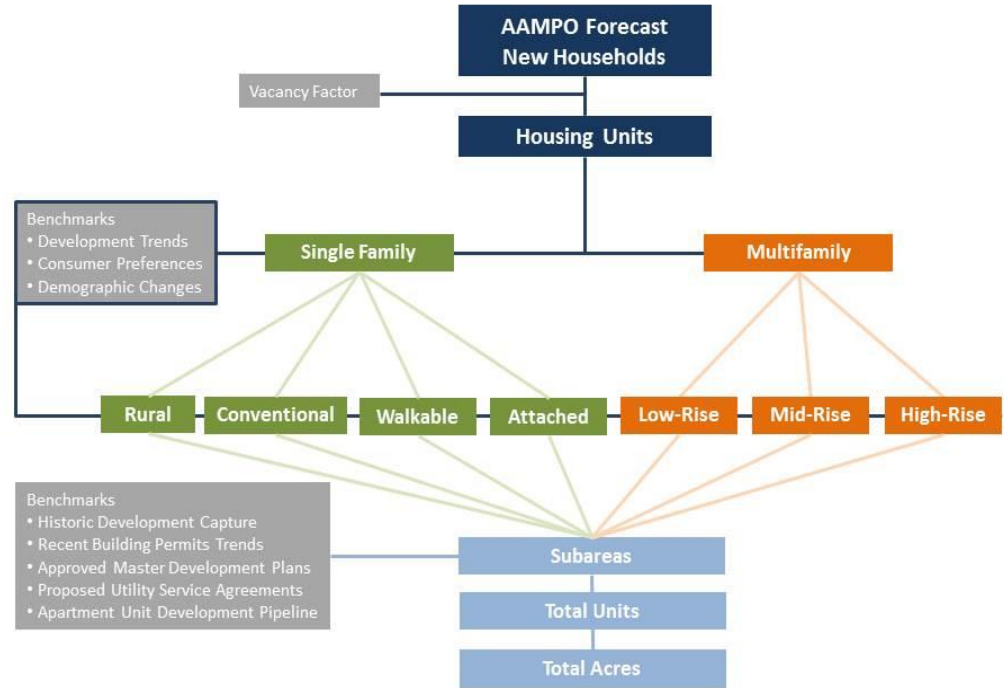 AAMPO Forecast
New Households
Vacancy Factor
Housing Units
Benchmarks
• Development Trends
• Consumer Preferences
• Demographic Changes
Single Family
Multifamily
Rural
Conventional
Walkable
Attached
Low-Rise
Mid-Rise
High-Rise
Benchmarks
• Historic Development Capture
• Recent Building Permits Trends
• Approved Master Development Plans
• Proposed Utility Service Agreements
• Apartment Unit Development Pipeline
Subareas
Total Units
Total Acres